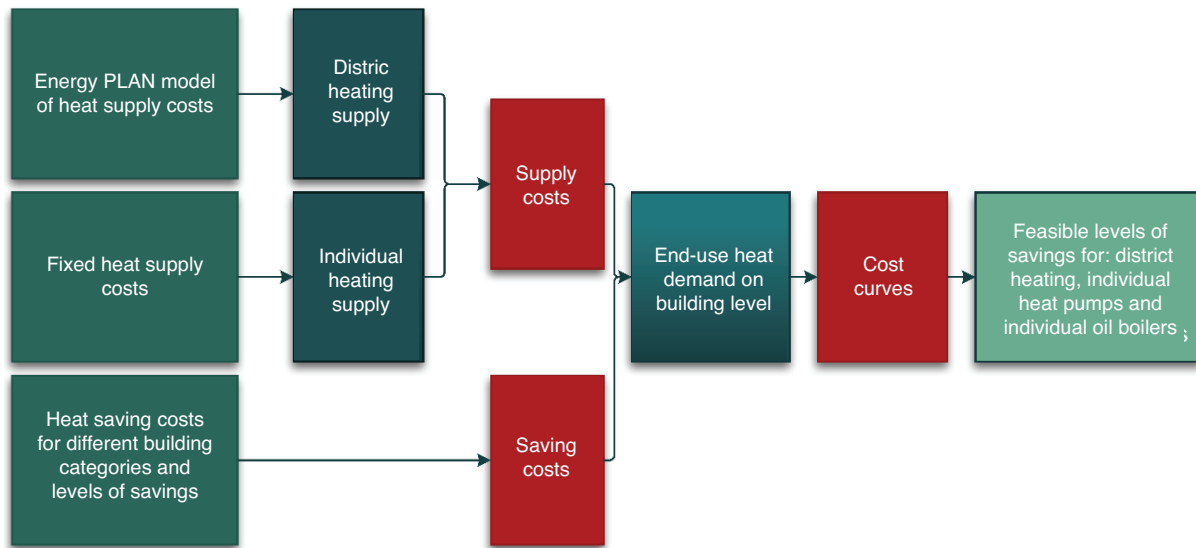 Energy PLAN model
of heat supply costs
Distric
heating
supply
Supply
costs
Fixed heat supply
costs
Individual
heating
supply
End-use heat
demand on
building level
Cost
curves
Feasible levels of
savings for: district
heating, individual
heat pumps and
individual oil boilers
s
Heat saving costs
for different building
categories and
levels of savings
Saving
costs